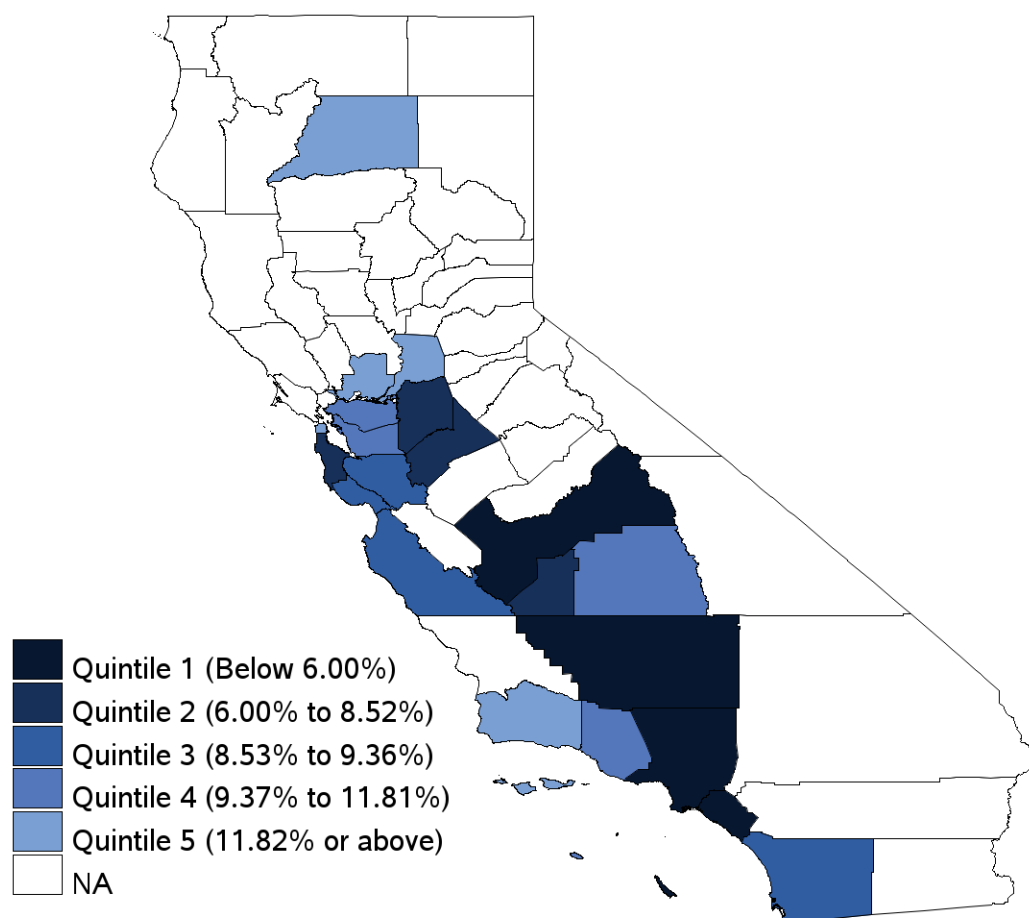 Quintile 1 (Below 6.00%)
Quintile 2 (6.00% to 8.52%)
Quintile 3 (8.53% to 9.36%)
Quintile 4 (9.37% to 11.81%)
Quintile 5 (11.82% or above)
NA